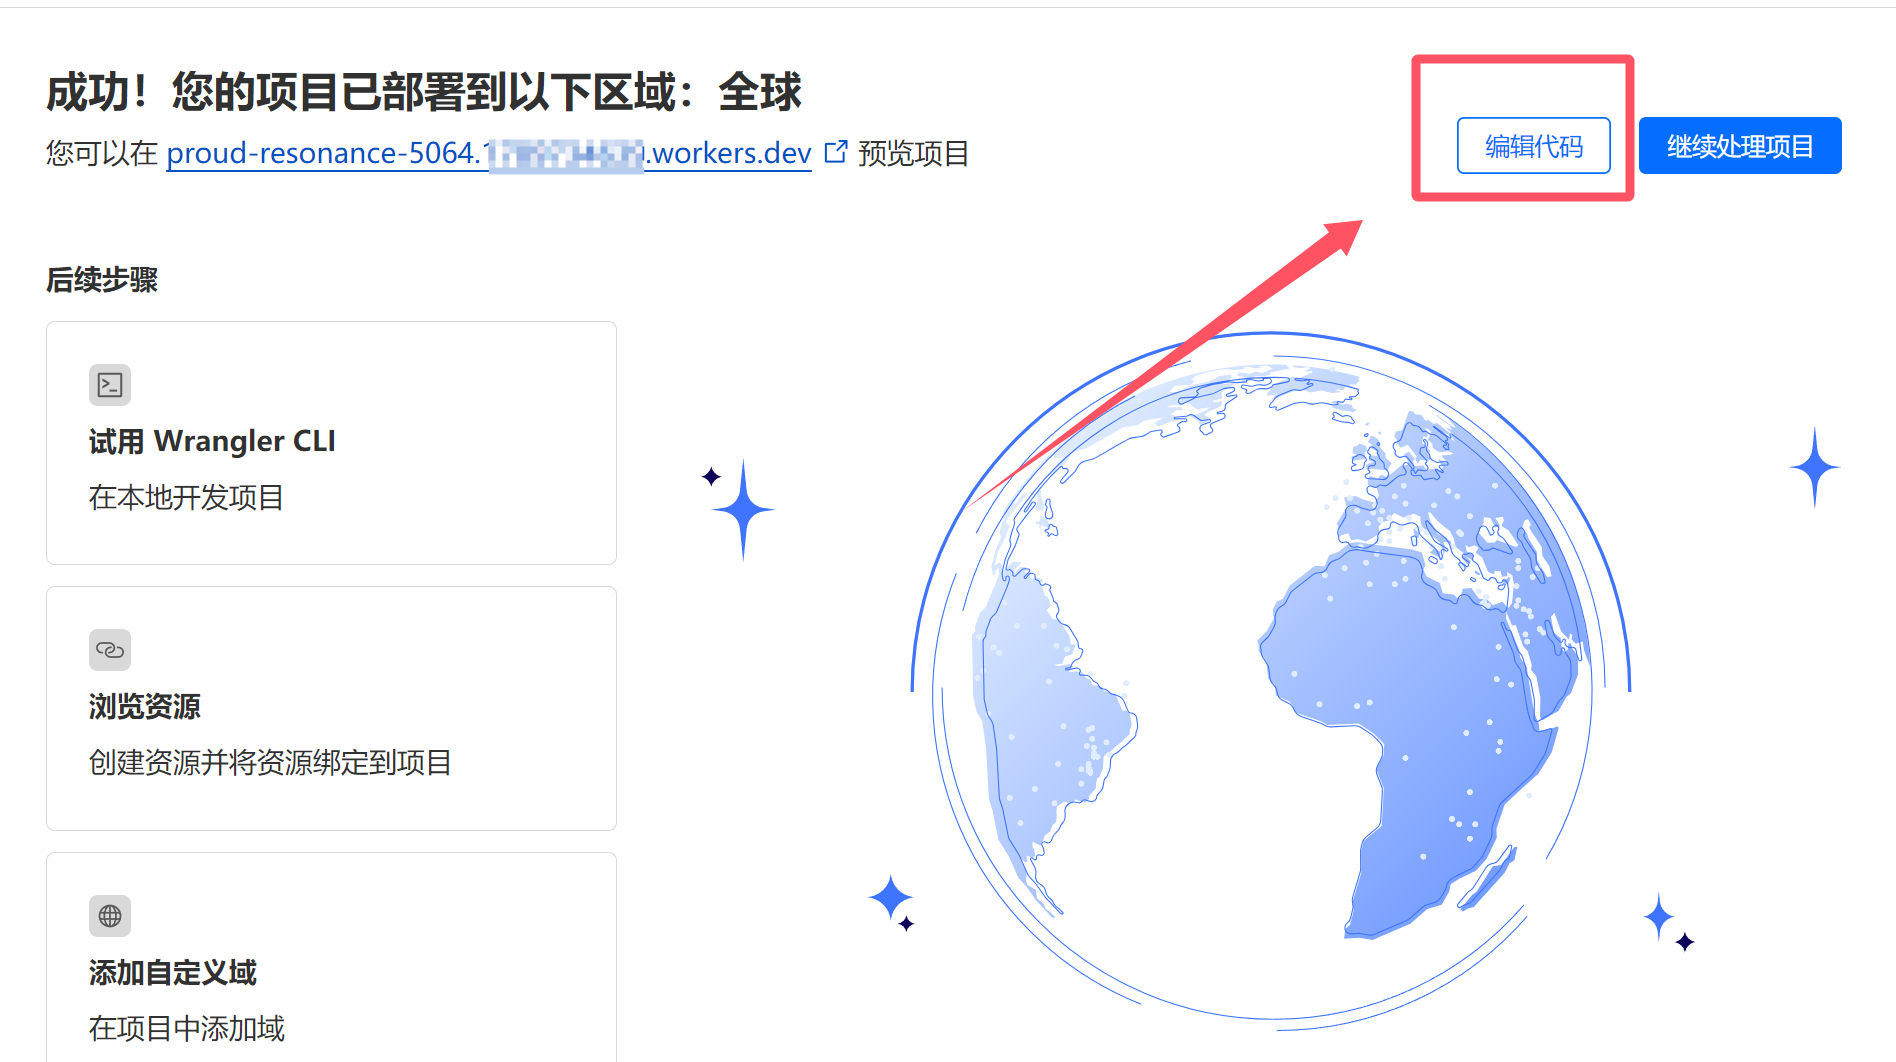 成功！您的项目已部署到以下区域：全球
您可以在 proud-resonance-5064. .workers.dev 预览项目
编辑代码
继续处理项目
后续步骤
试用 Wrangler CLI
在本地开发项目
浏览资源
创建资源并将资源绑定到项目
添加自定义域
在项目中添加域